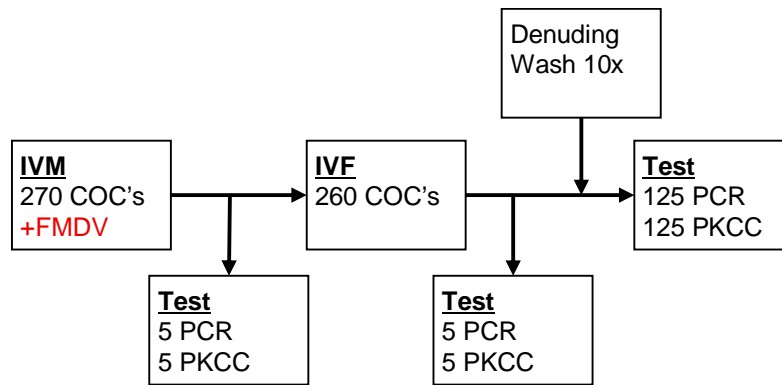 Denuding
Wash 10x
IVM
270 COC's
+FMDV
IVF
260 COC's
Test
125 PCR
125 PKCC
Test
5 PCR
5 PKCC
Test
5 PCR
5 PKCC